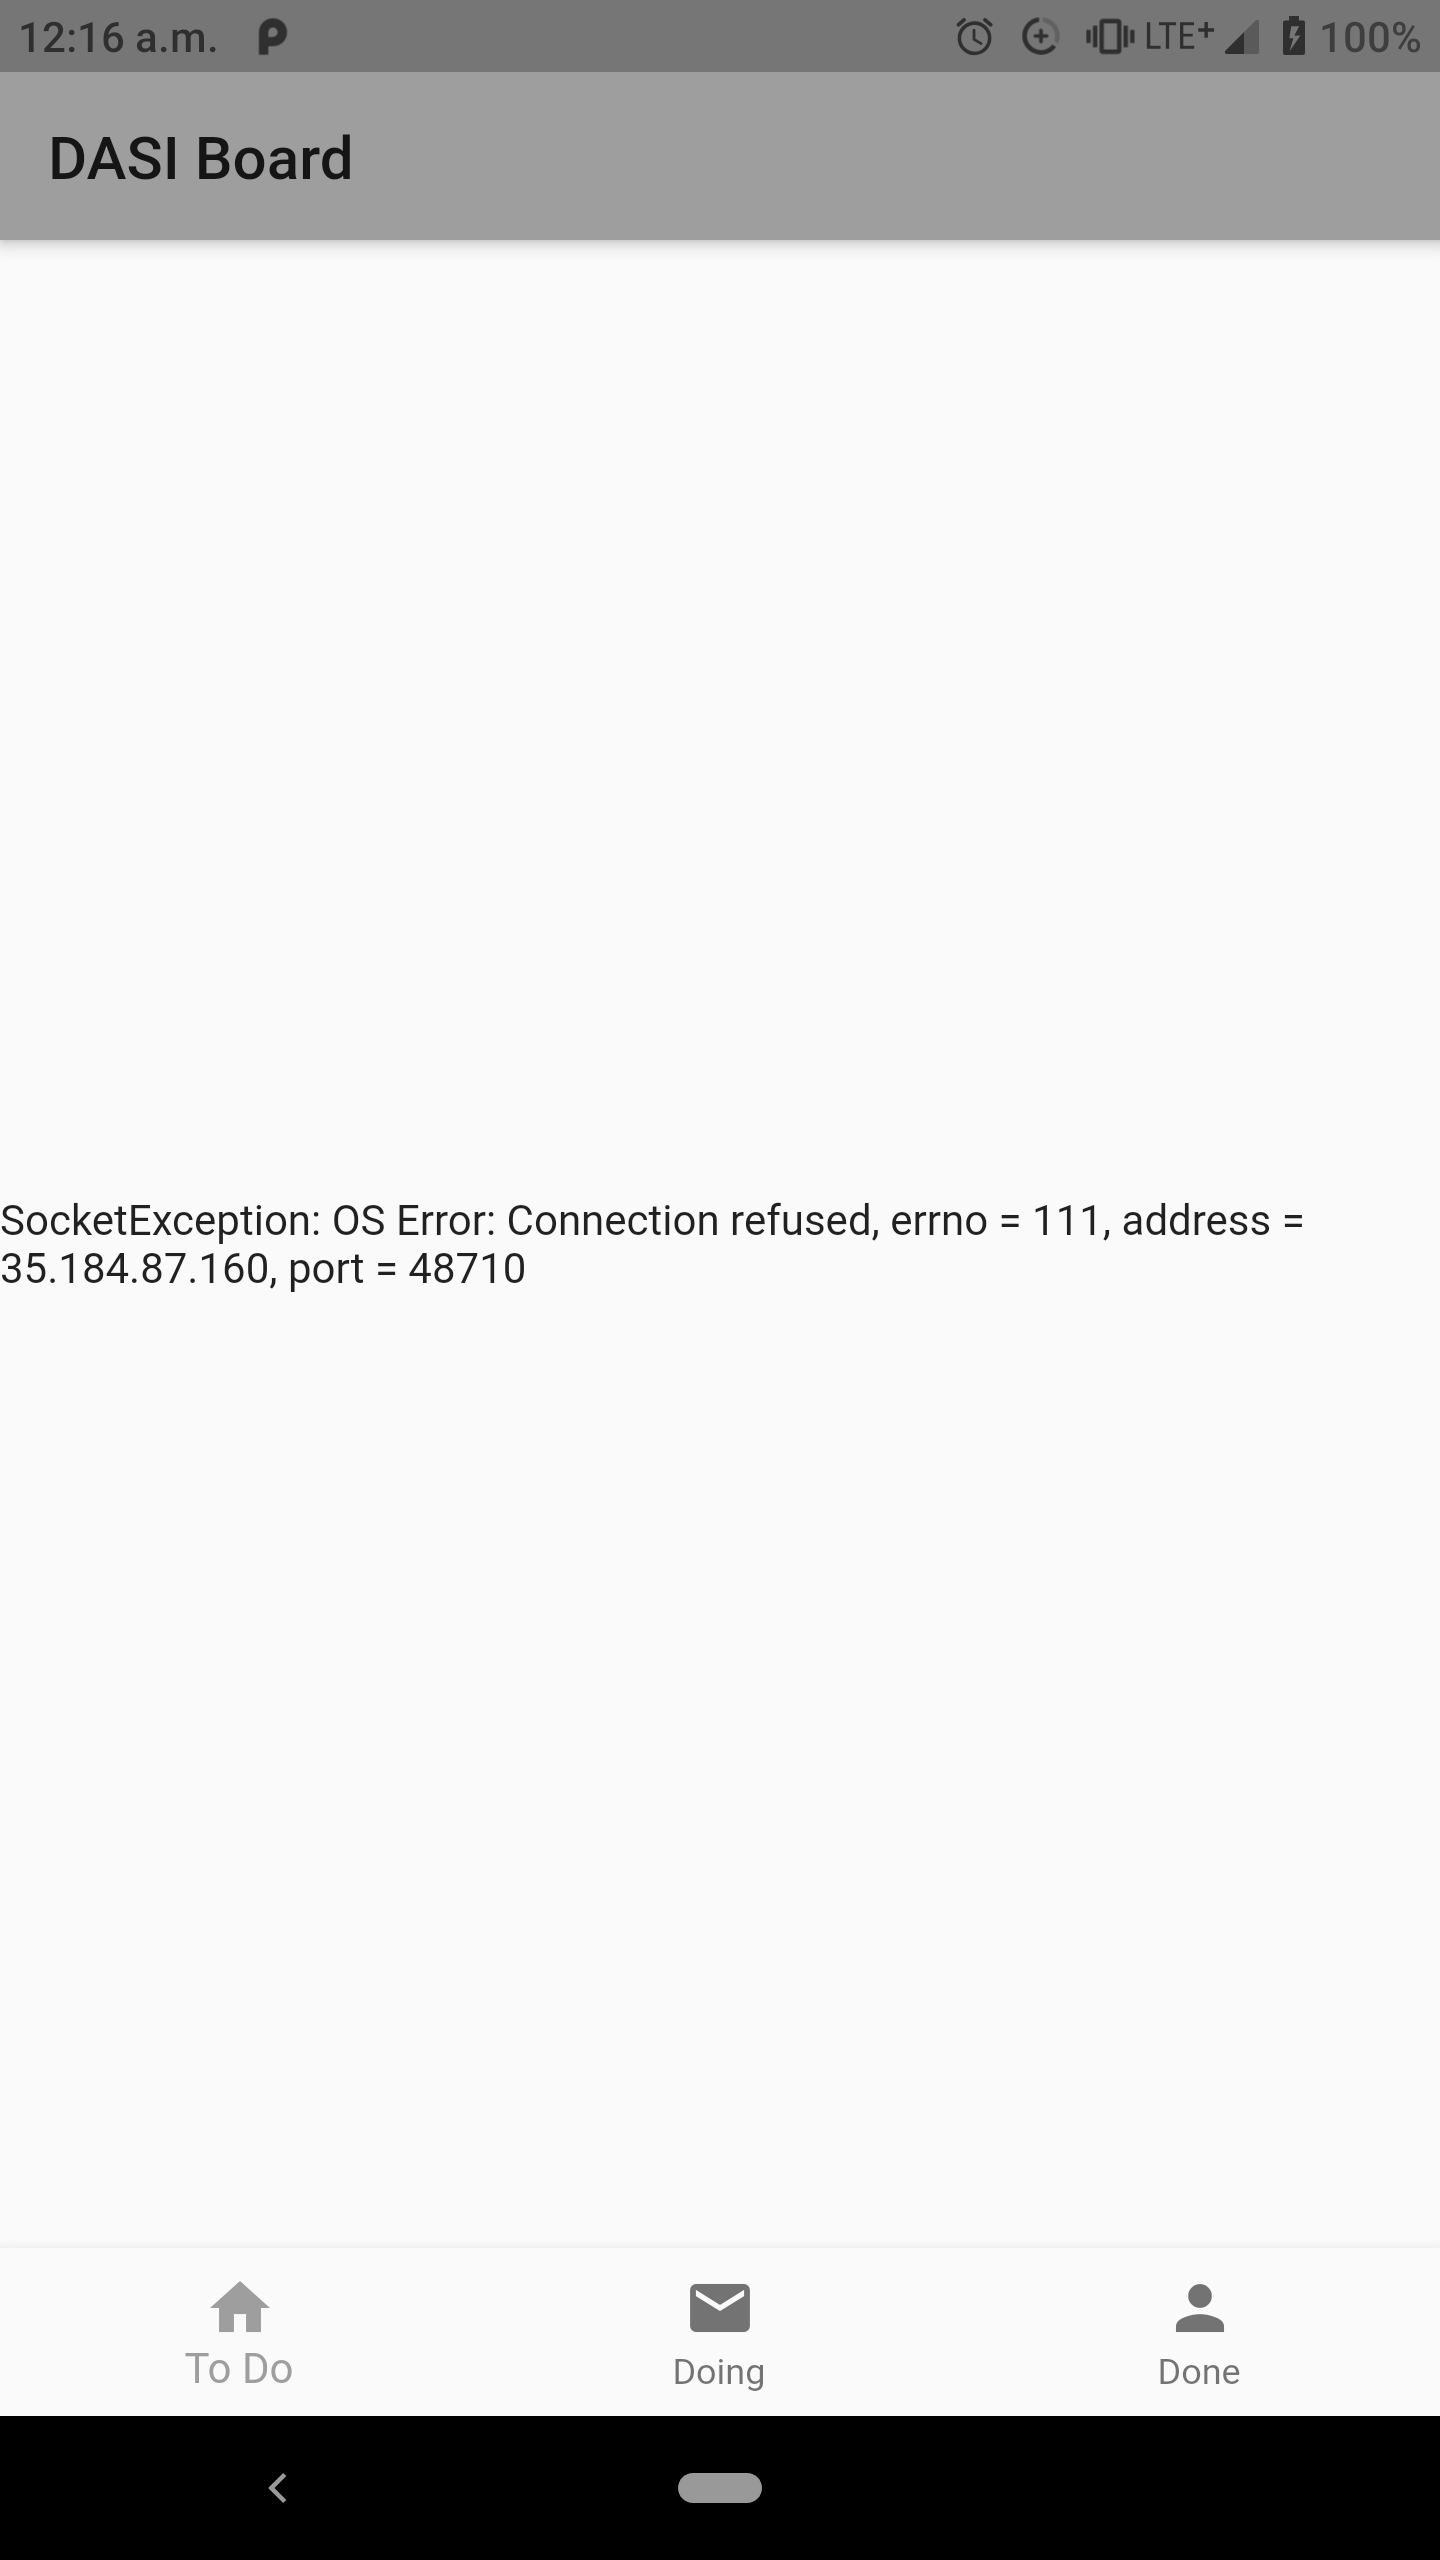 12:16 a.m.
LTE+
100%
DASI Board
SocketException: OS Error: Connection refused, errno = 111, address =
35.184.87.160, port = 48710
To Do
Doing
Done